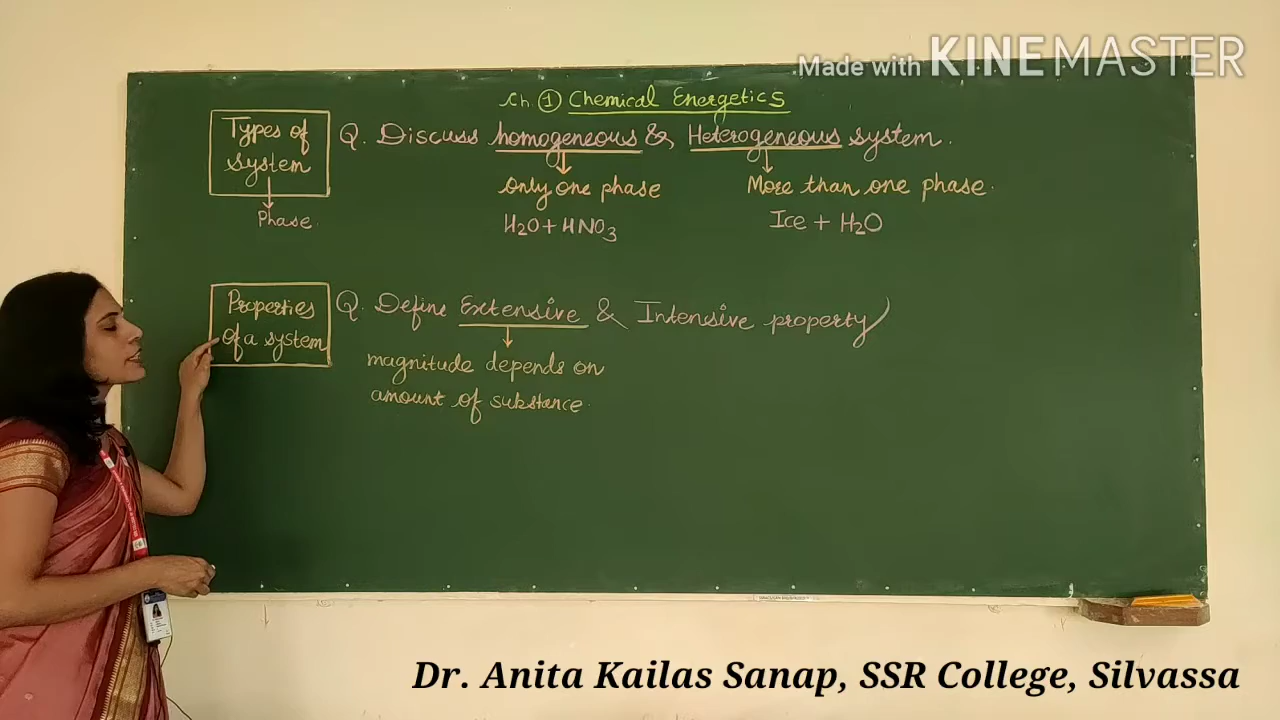 Made with KINEMASTER
Ch. ① Chemical Energetics
Types of
system
Phase.
Q. Discuss homogeneous & Heterogeneous system.
Only one phase
More than one phase.
H₂O + HNO₃
Ice + H₂O
Properties
of a system
Q. Define Extensive & Intensive property
magnitude depends on
amount of substance.
Dr. Anita Kailas Sanap, SSR College, Silvassa